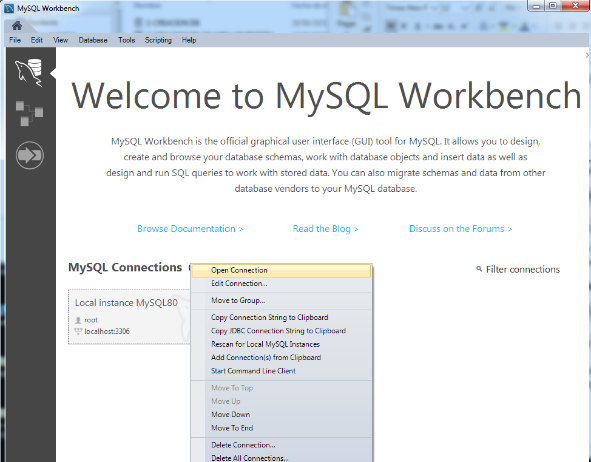 MySQL Workbench
File Edit View Database Tools Scripting Help
Welcome to MySQL Workbench
MySQL Workbench is the official graphical user interface (GUI) tool for MySQL. It allows you to design,
create and browse your database schemas, work with database objects and insert data as well as
design and run SQL queries to work with stored data. You can also migrate schemas and data from
other database vendors to your MySQL database.
Browse Documentation > Read the Blog > Discuss on the Forums >
MySQL Connections
Filter connections
Local instance MySQL80
root
localhost:3306
Open Connection
Edit Connection...
Move to Group...
Copy Connection String to Clipboard
Copy JDBC Connection String to Clipboard
Rescan for Local MySQL Instances
Add Connection(s) from Clipboard
Start Command Line Client
Move To Top
Move Up
Move Down
Move To End
Delete Connection...
Delete All Connections...